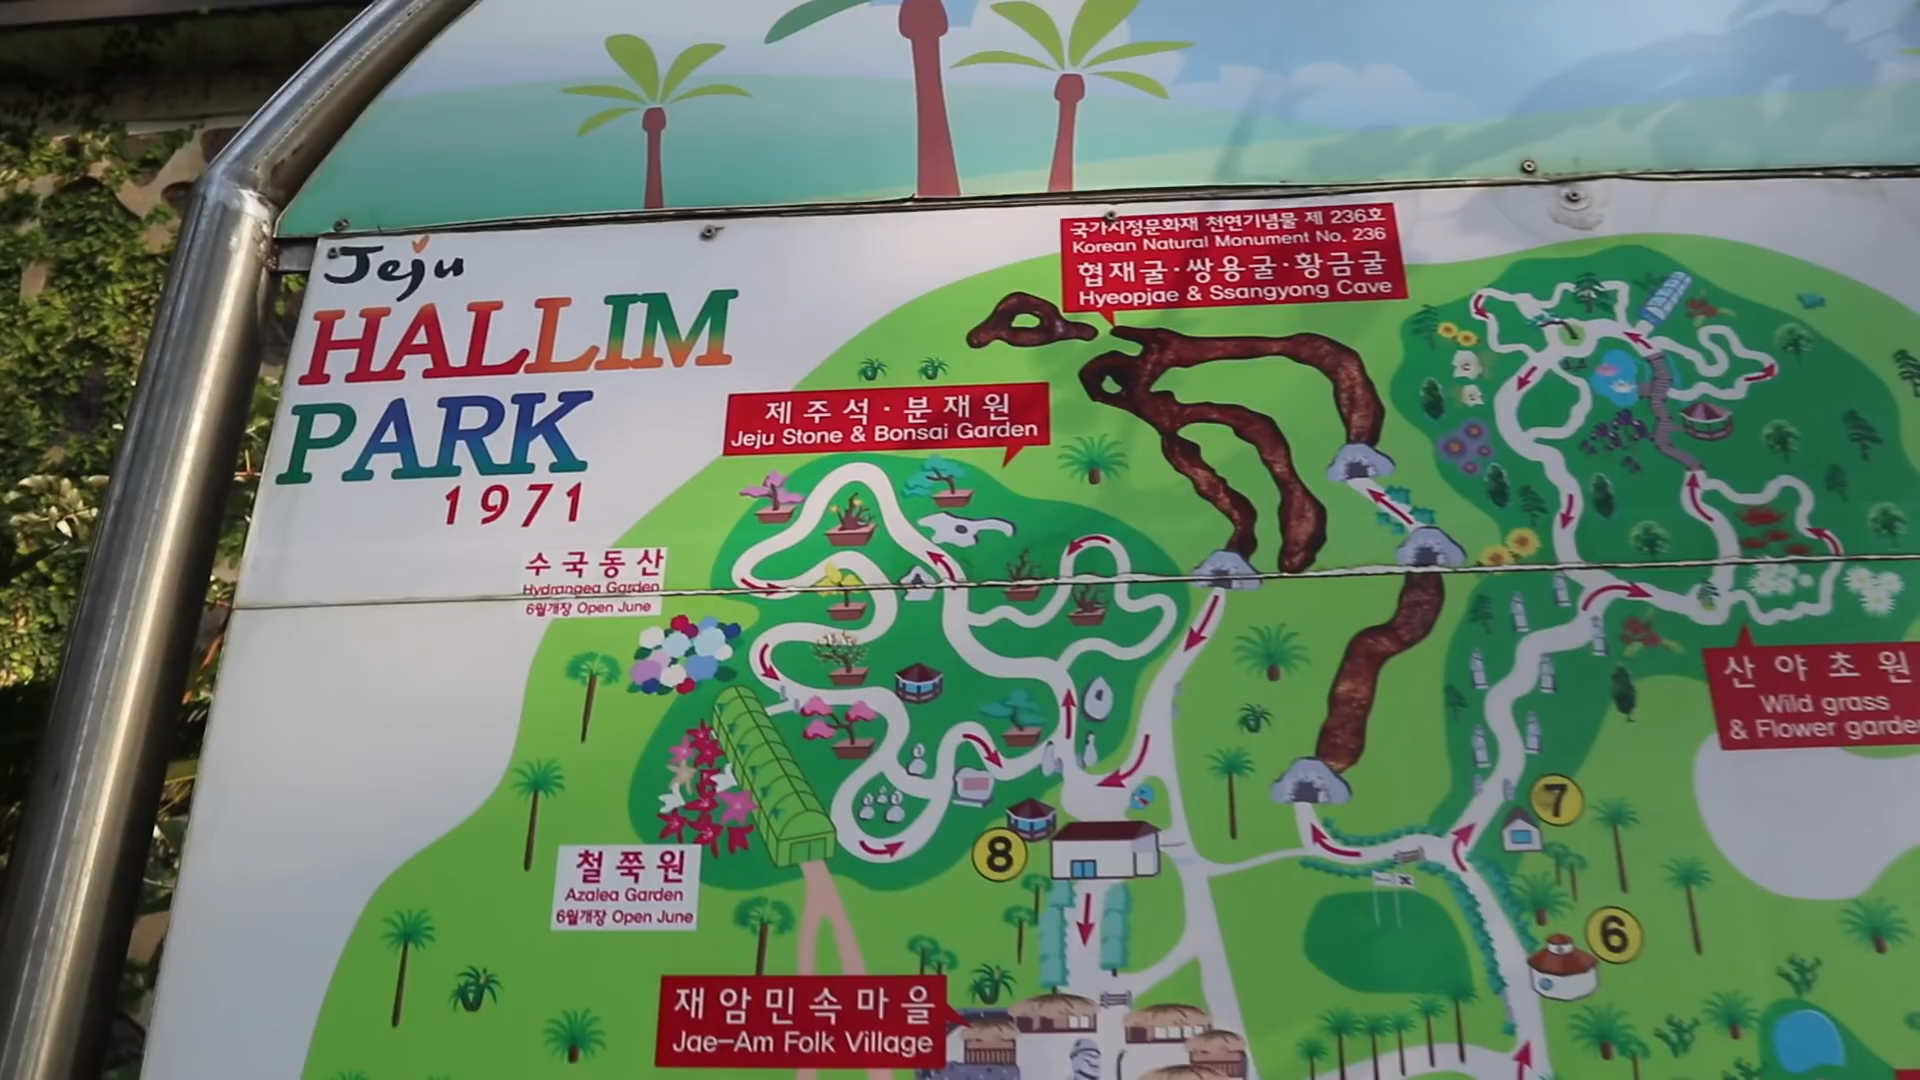 Jeju
HALLIM
PARK
1971
국가지정문화재 천연기념물 제 236호
Korean Natural Monument No. 236
협재굴·쌍용굴·황금굴
Hyeopjae & Ssangyong Cave
제주석·분재원
Jeju Stone & Bonsai Garden
수국동산
Hydrangea Garden
6월개장 Open June
산야초원
Wild grass
& Flower garden
철쭉원
Azalea Garden
6월개장 Open June
7
8
6
재암민속마을
Jae-Am Folk Village